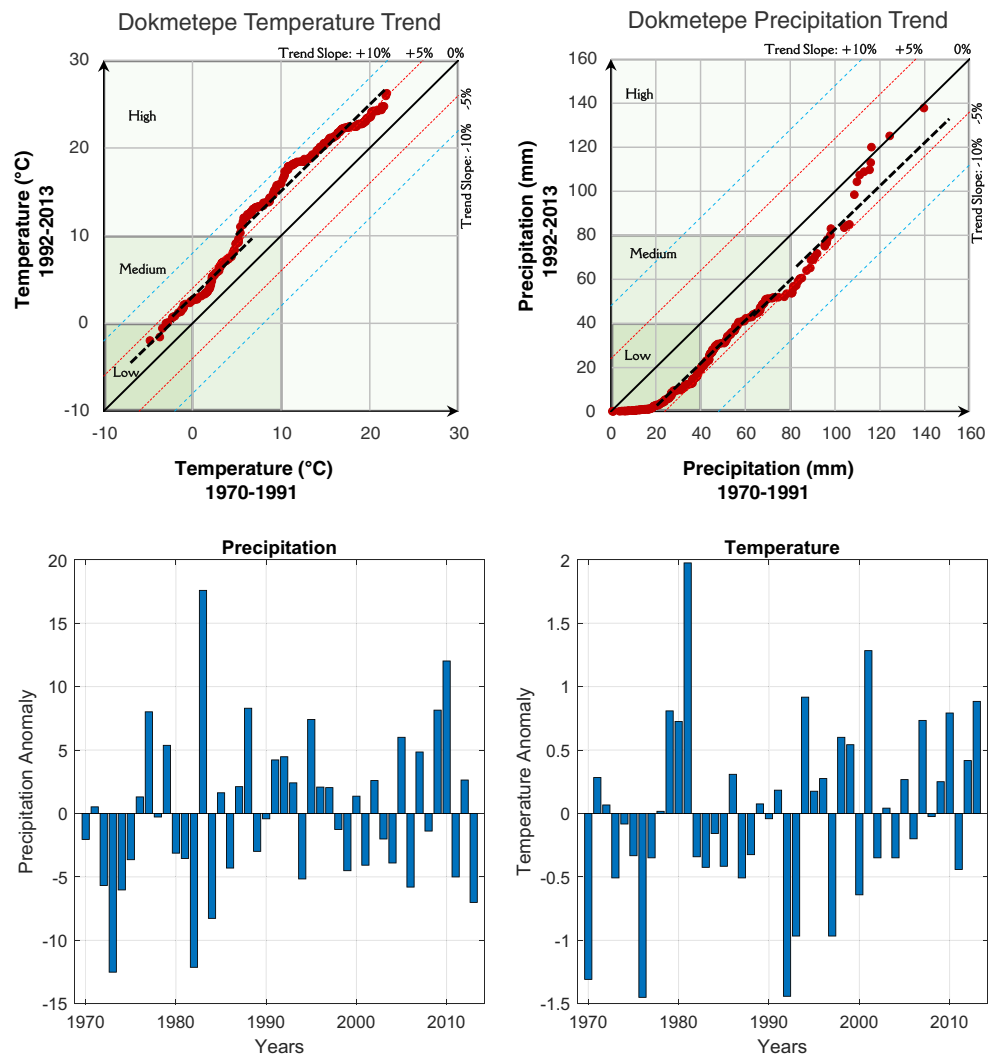 Dokmetepe Temperature Trend
Trend Slope: +10% +5% 0%
30
20
10
0
-10
High
Medium
Low
-5%
Trend Slope: -10%
-10 0 10 20 30
Temperature (°C)
1992-2013
Temperature (°C)
1970-1991
Dokmetepe Precipitation Trend
Trend Slope: +10% +5% 0%
160
140
120
100
80
60
40
20
0
High
Medium
Low
-5%
Trend Slope: -10%
0 20 40 60 80 100 120 140 160
Precipitation (mm)
1992-2013
Precipitation (mm)
1970-1991
Precipitation
20
15
10
5
0
-5
-10
-15
Precipitation Anomaly
1970 1980 1990 2000 2010
Years
Temperature
2
1.5
1
0.5
0
-0.5
-1
-1.5
Temperature Anomaly
1970 1980 1990 2000 2010
Years